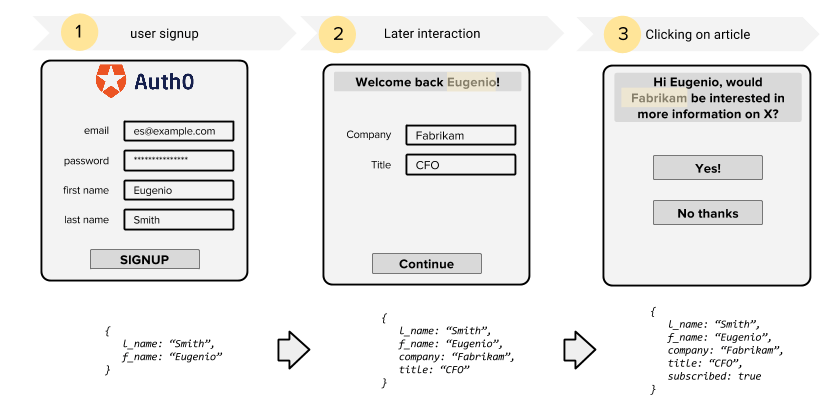 1 user signup
2 Later interaction
3 Clicking on article
Auth0
email es@example.com
password ***************
first name Eugenio
last name Smith
SIGNUP
Welcome back Eugenio!
Company Fabrikam
Title CFO
Continue
Hi Eugenio, would
Fabrikam be interested in
more information on X?
Yes!
No thanks
{
l_name: “Smith”,
f_name: “Eugenio”
}
{
l_name: “Smith”,
f_name: “Eugenio”,
company: “Fabrikam”,
title: “CFO”
}
{
l_name: “Smith”,
f_name: “Eugenio”,
company: “Fabrikam”,
title: “CFO”,
subscribed: true
}